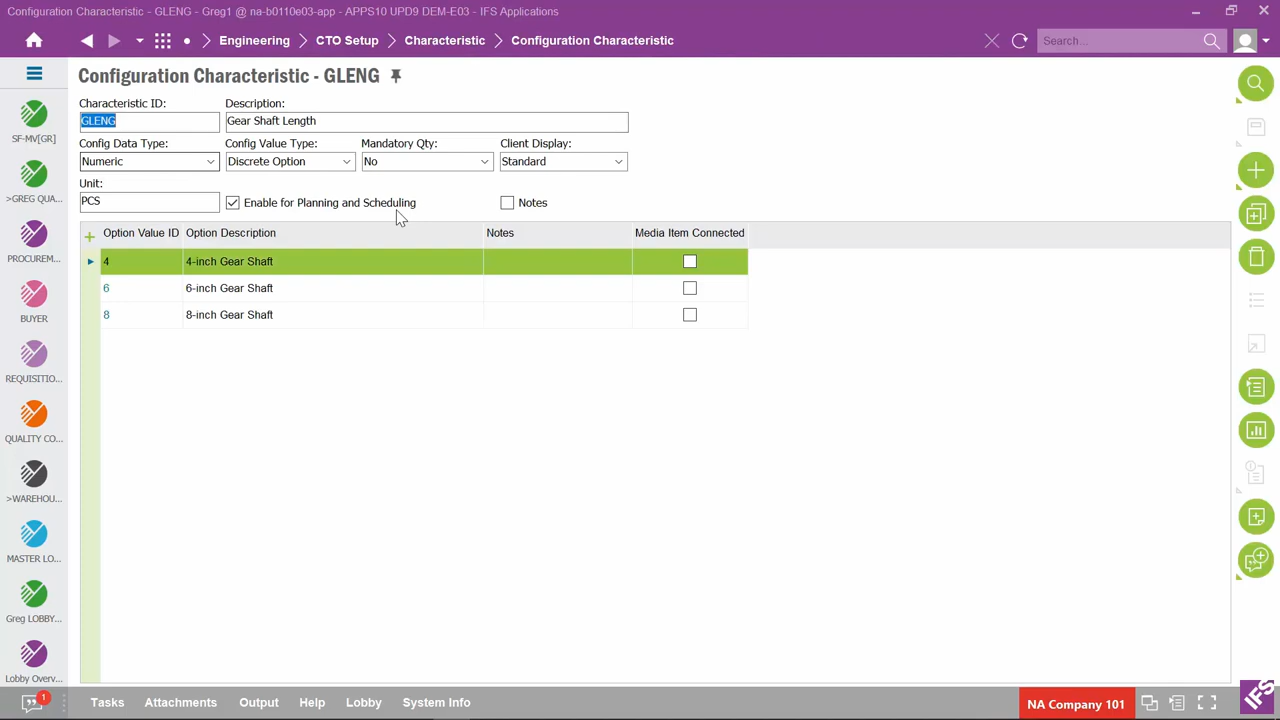 Configuration Characteristic - GLENG - Greg1 @ na-b0110e03-app - APPS10 UPD9 DEM-E03 - IFS Applications
Engineering CTO Setup Characteristic Configuration Characteristic
Search...
Configuration Characteristic - GLENG
Characteristic ID: Description:
GLENG Gear Shaft Length
Config Data Type: Config Value Type: Mandatory Qty: Client Display:
Numeric Discrete Option No Standard
Unit:
PCS Enable for Planning and Scheduling Notes
Option Value ID Option Description Notes Media Item Connected
4 4-inch Gear Shaft
6 6-inch Gear Shaft
8 8-inch Gear Shaft
SF-MV[GR]
>GREG QUA...
PROCUREM...
BUYER
REQUISITIO...
QUALITY CO...
>WAREHOU...
MASTER LO...
Greg LOBBY...
Lobby Overv...
1
Tasks Attachments Output Help Lobby System Info
NA Company 101
IFS